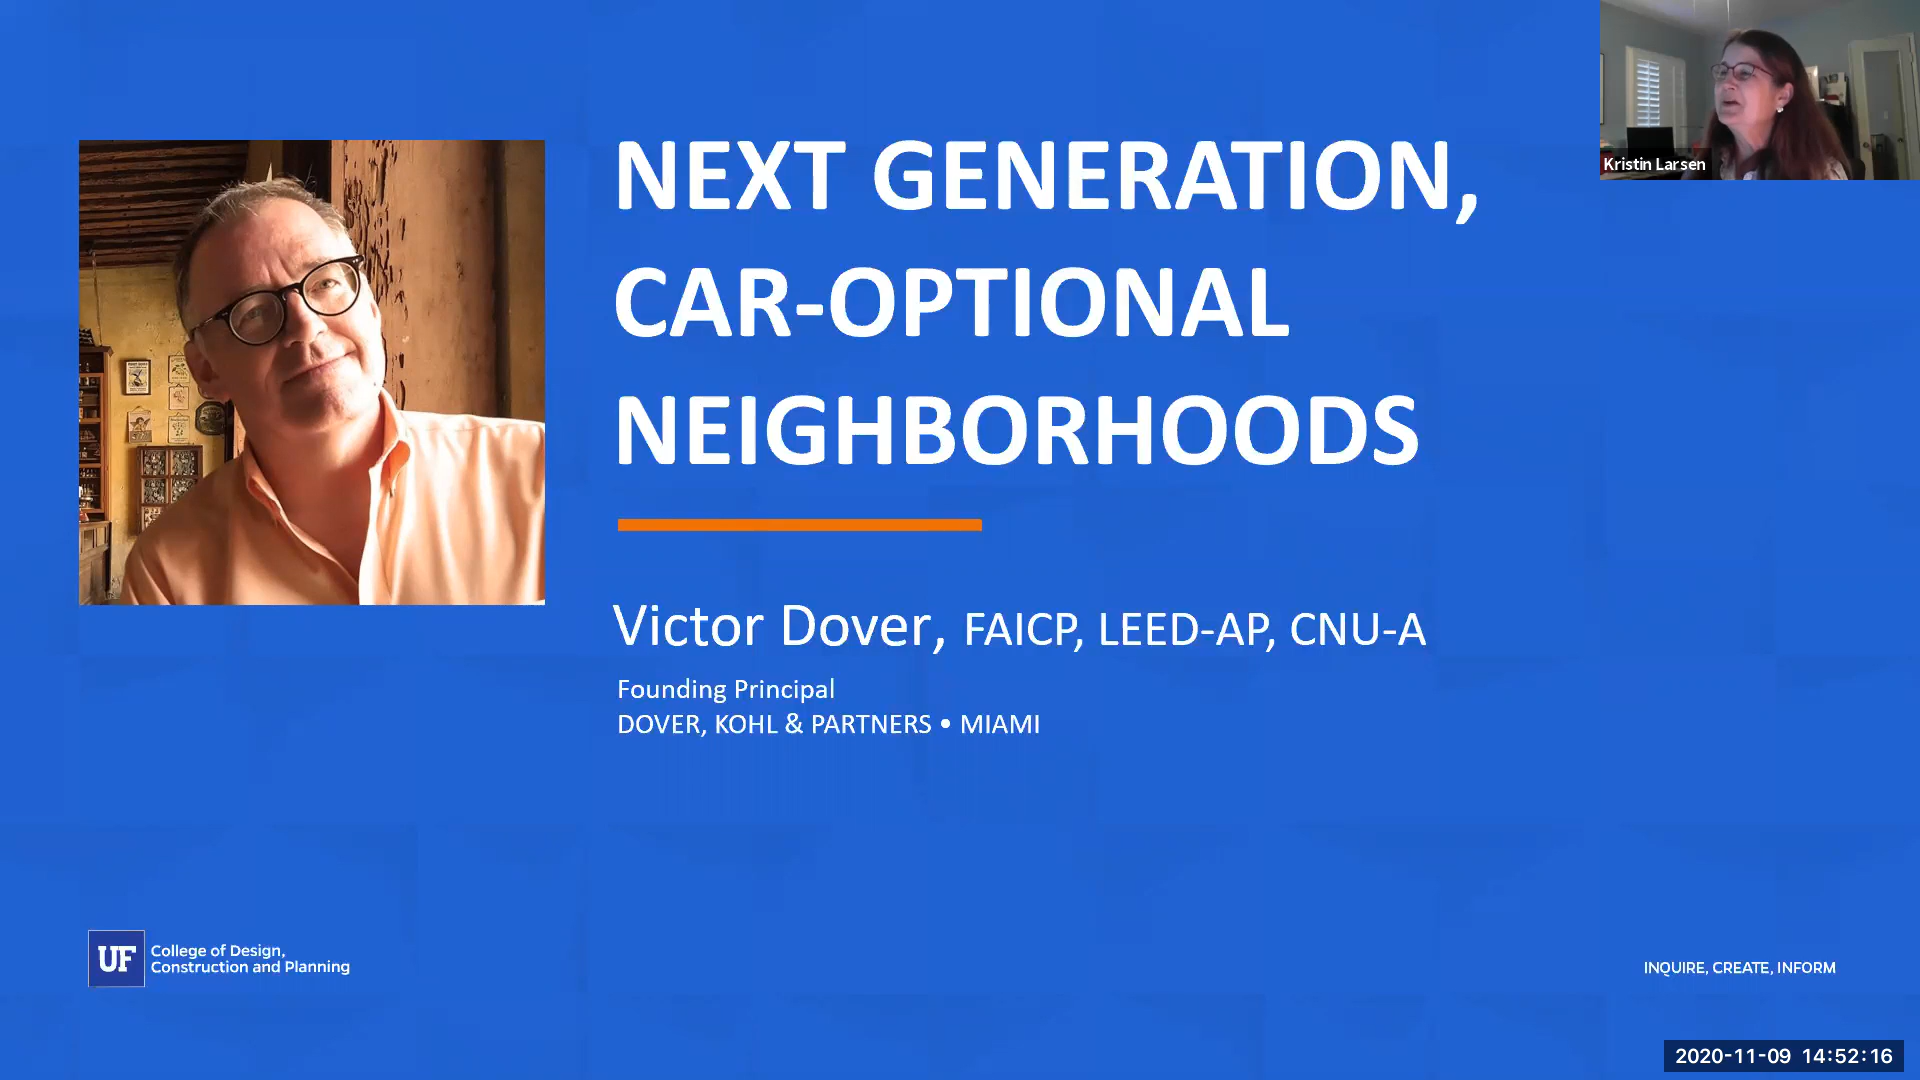 NEXT GENERATION,
CAR-OPTIONAL
NEIGHBORHOODS
Victor Dover, FAICP, LEED-AP, CNU-A
Founding Principal
DOVER, KOHL & PARTNERS • MIAMI
Kristin Larsen
UF College of Design,
Construction and Planning
INQUIRE, CREATE, INFORM
2020-11-09 14:52:16